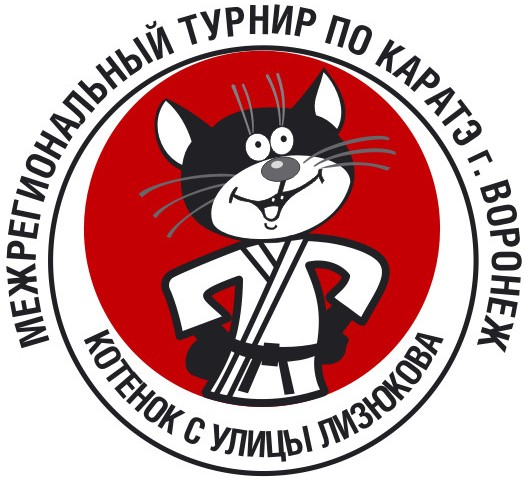 МЕЖРЕГИОНАЛЬНЫЙ ТУРНИР ПО КАРАТЭ г. ВОРОНЕЖ
КОТЕНОК С УЛИЦЫ ЛИЗЮКОВА